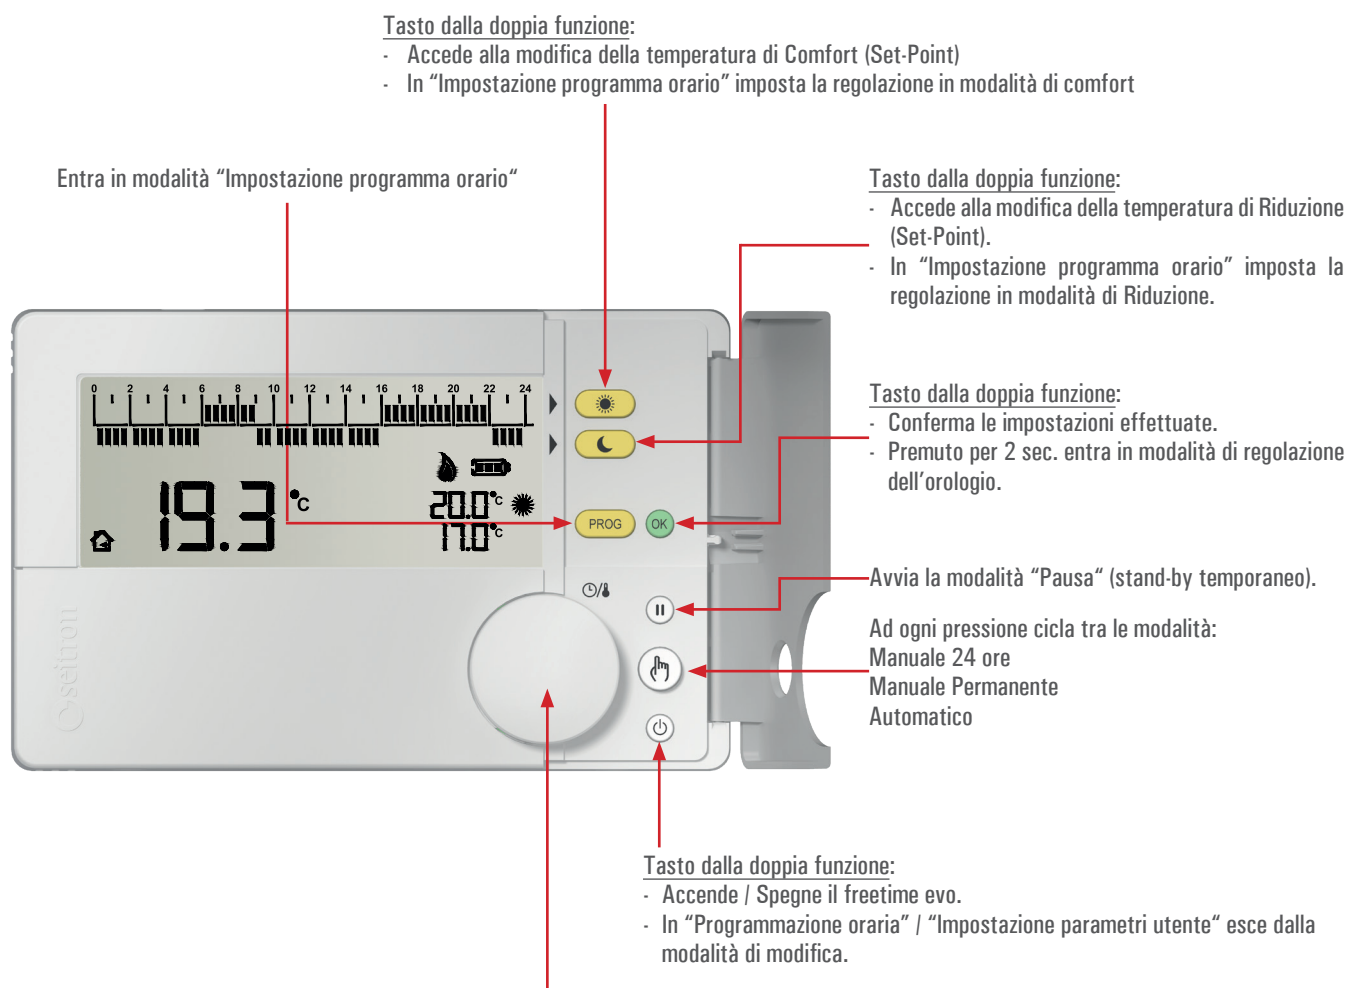 Tasto dalla doppia funzione:
- Accede alla modifica della temperatura di Comfort (Set-Point)
- In “Impostazione programma orario” imposta la regolazione in modalità di comfort
Entra in modalità “Impostazione programma orario“
Tasto dalla doppia funzione:
- Accede alla modifica della temperatura di Riduzione
(Set-Point).
- In “Impostazione programma orario” imposta la
regolazione in modalità di Riduzione.
0 2 4 6 8 10 12 14 16 18 20 22 24
Tasto dalla doppia funzione:
- Conferma le impostazioni effettuate.
- Premuto per 2 sec. entra in modalità di regolazione
dell'orologio.
19.3 °C
20.0 °C
17.0 °C
PROG
OK
Avvia la modalità “Pausa“ (stand-by temporaneo).
Ad ogni pressione cicla tra le modalità:
Manuale 24 ore
Manuale Permanente
Automatico
seitron
Tasto dalla doppia funzione:
- Accende / Spegne il freetime evo.
- In “Programmazione oraria” / “Impostazione parametri utente“ esce dalla
modalità di modifica.